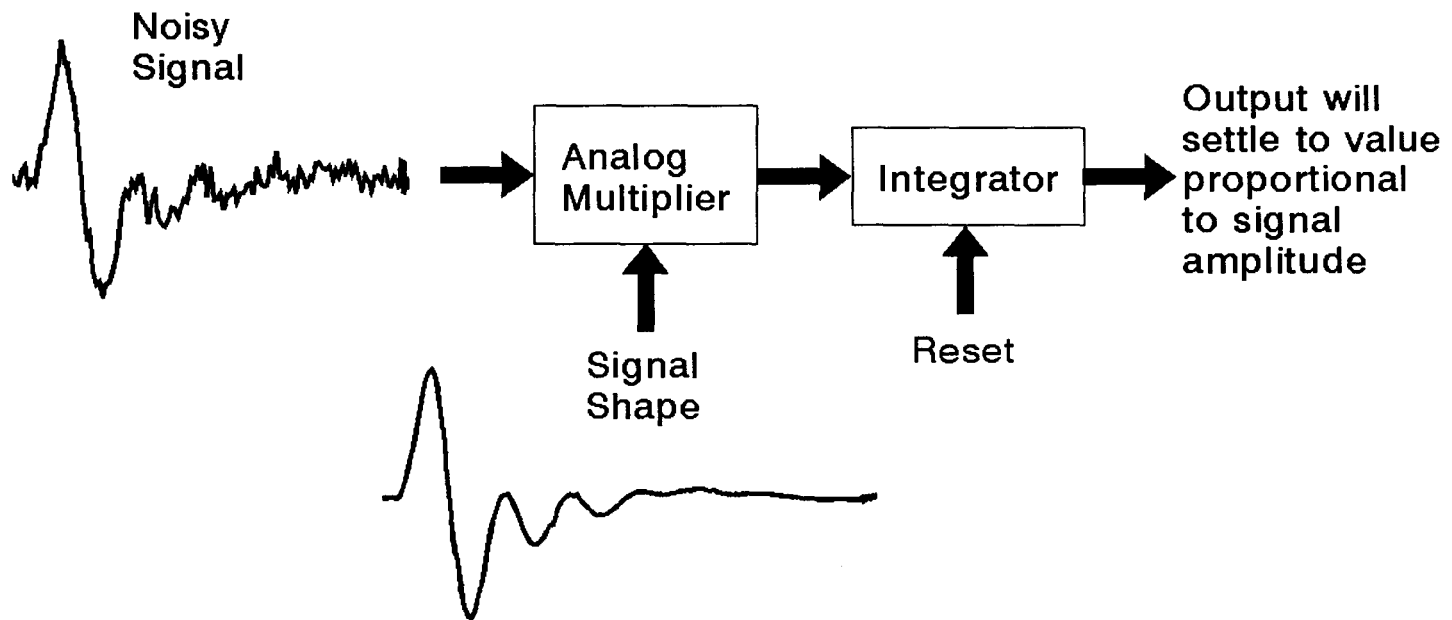 Noisy
Signal
Analog
Multiplier
Integrator
Output will
settle to value
proportional
to signal
amplitude
Signal
Shape
Reset